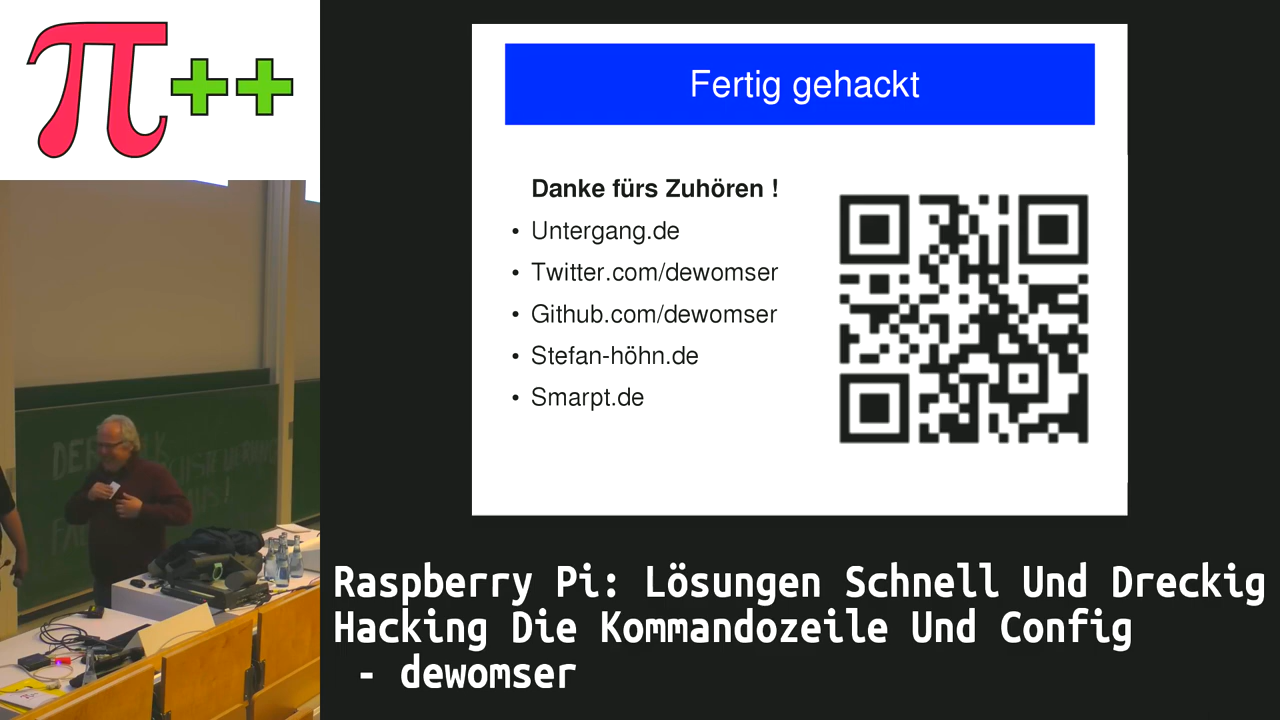 π++
Fertig gehackt
Danke fürs Zuhören !
• Untergang.de
• Twitter.com/dewomser
• Github.com/dewomser
• Stefan-höhn.de
• Smarpt.de
Raspberry Pi: Lösungen Schnell Und Dreckig
Hacking Die Kommandozeile Und Config
- dewomser